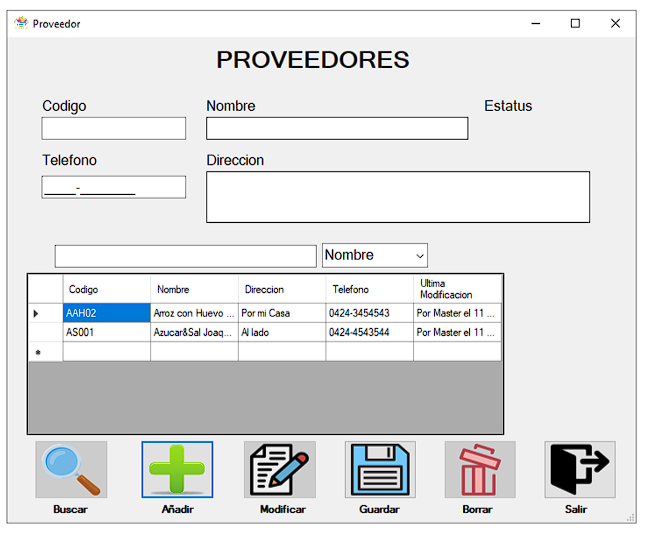 Proveedor
PROVEEDORES
Codigo Nombre Estatus
Telefono Direccion
_____-_________
Nombre
Codigo Nombre Direccion Telefono Ultima Modificacion
AAH02 Arroz con Huevo ... Por mi Casa 0424-3454543 Por Master el 11 ...
AS001 Azucar&Sal Joaq... Al lado 0424-4543544 Por Master el 11 ...
Buscar Añadir Modificar Guardar Borrar Salir